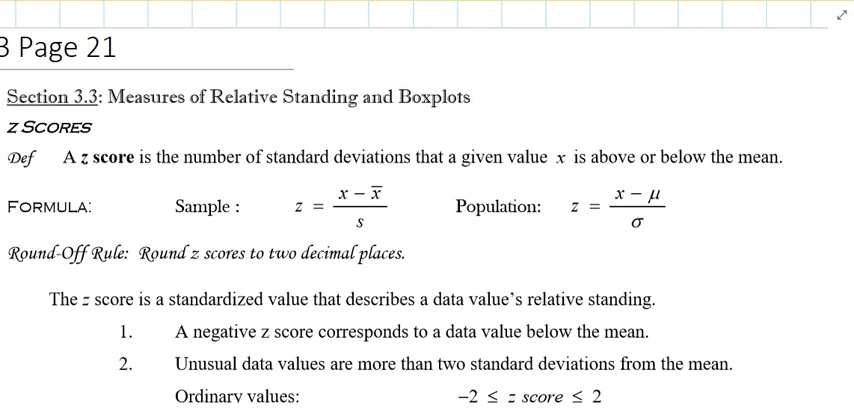 3 Page 21
Section 3.3: Measures of Relative Standing and Boxplots
Z SCORES
Def A z score is the number of standard deviations that a given value x is above or below the mean.
FORMULA: Sample : z = (x − x̅) / s Population: z = (x − μ) / σ
Round-Off Rule: Round z scores to two decimal places.
The z score is a standardized value that describes a data value's relative standing.
1. A negative z score corresponds to a data value below the mean.
2. Unusual data values are more than two standard deviations from the mean.
Ordinary values: −2 ≤ z score ≤ 2